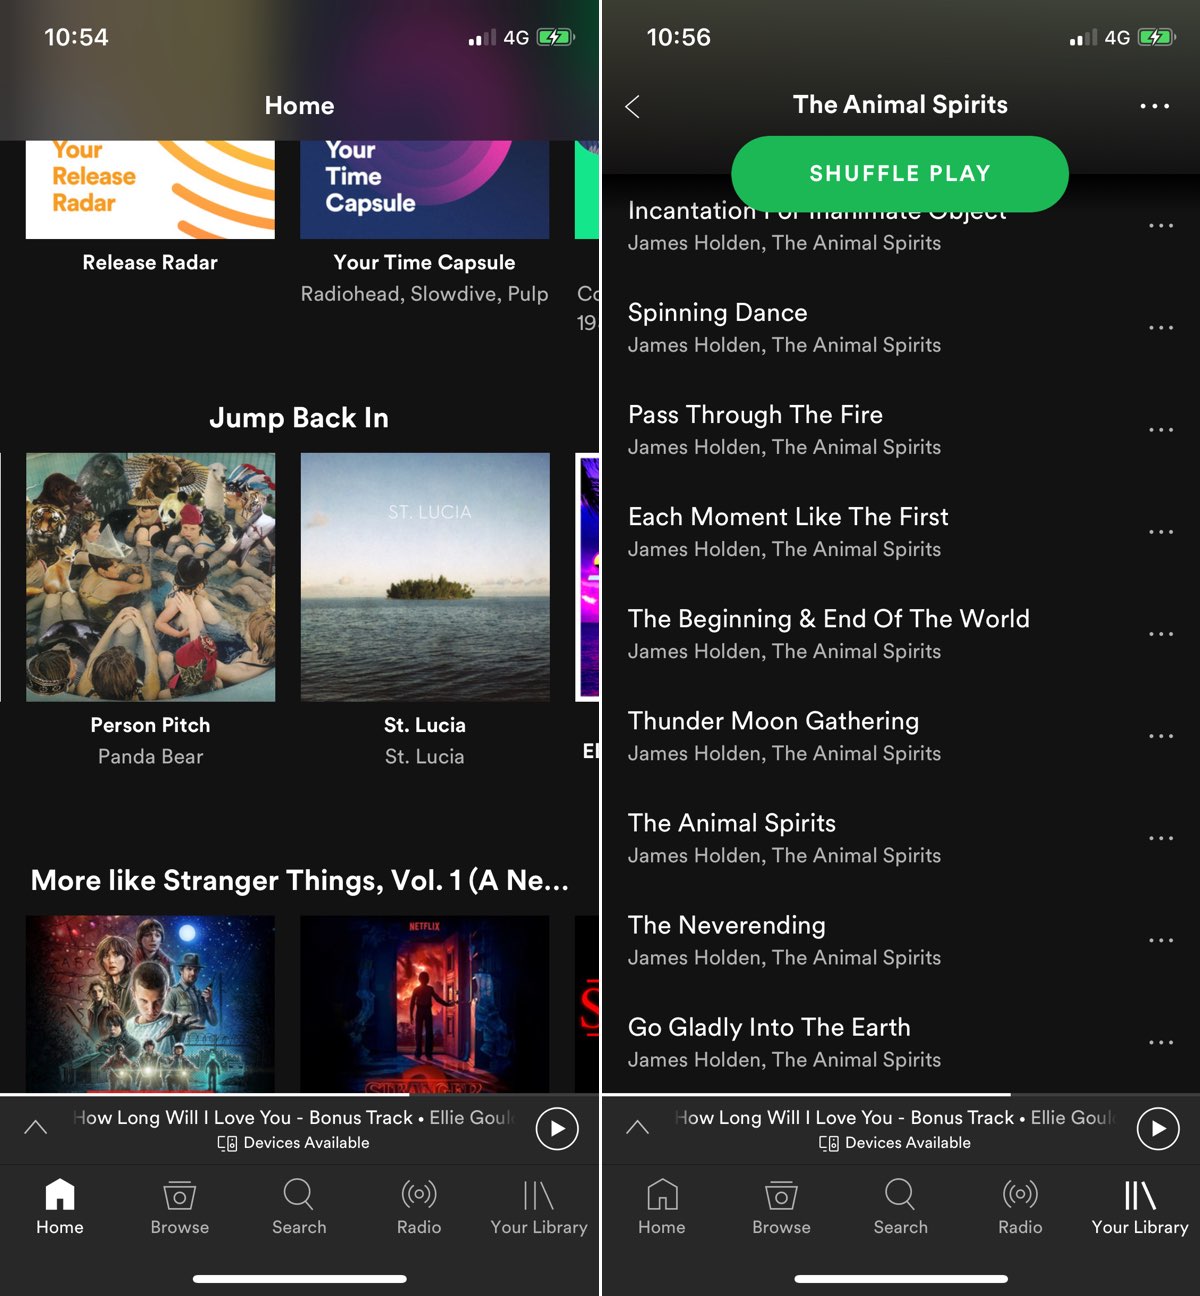 10:54
4G
Home
Your
Release
Radar
Your
Time
Capsule
Release Radar
Your Time Capsule
Radiohead, Slowdive, Pulp
Jump Back In
ST. LUCIA
Person Pitch
Panda Bear
St. Lucia
St. Lucia
More like Stranger Things, Vol. 1 (A Ne...
NETFLIX
STRANGER
How Long Will I Love You - Bonus Track • Ellie Goul
Devices Available
Home
Browse
Search
Radio
Your Library
10:56
4G
The Animal Spirits
SHUFFLE PLAY
Incantation For Inanimate Object
James Holden, The Animal Spirits
Spinning Dance
James Holden, The Animal Spirits
Pass Through The Fire
James Holden, The Animal Spirits
Each Moment Like The First
James Holden, The Animal Spirits
The Beginning & End Of The World
James Holden, The Animal Spirits
Thunder Moon Gathering
James Holden, The Animal Spirits
The Animal Spirits
James Holden, The Animal Spirits
The Neverending
James Holden, The Animal Spirits
Go Gladly Into The Earth
James Holden, The Animal Spirits
How Long Will I Love You - Bonus Track • Ellie Goul
Devices Available
Home
Browse
Search
Radio
Your Library